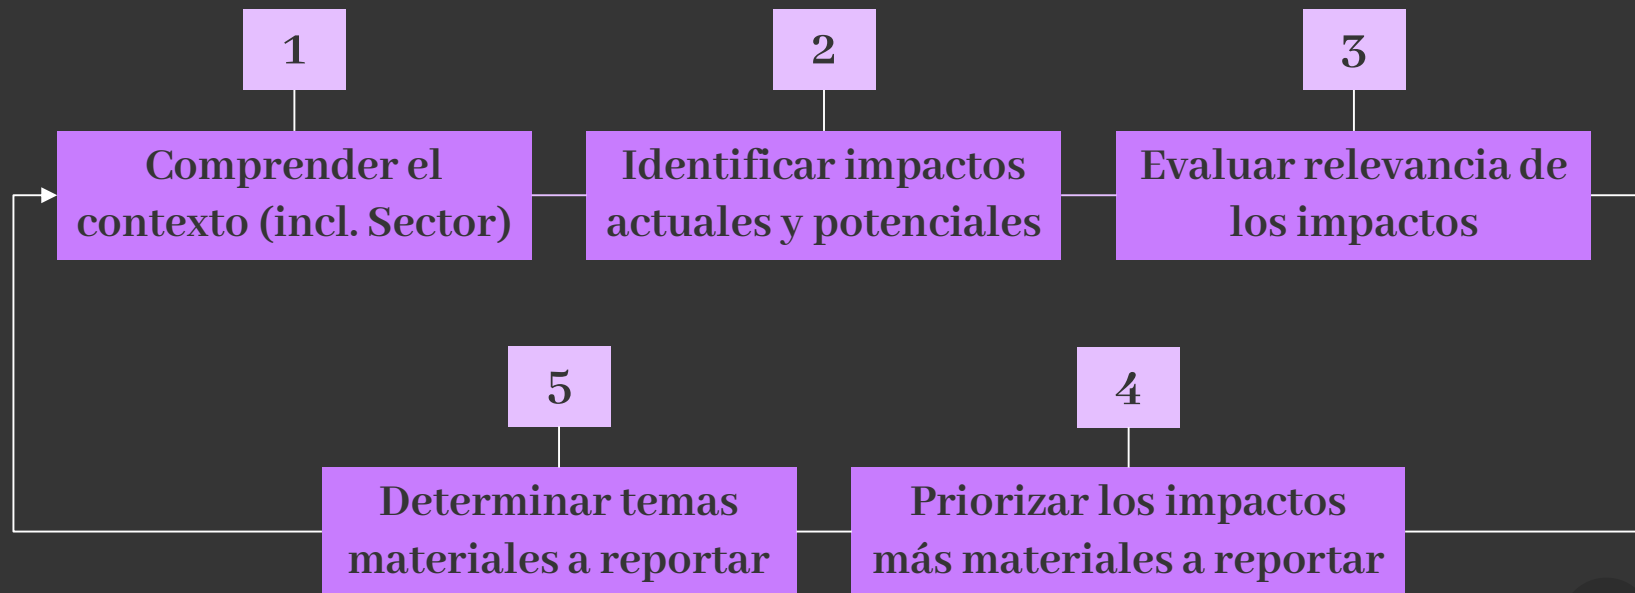 1
Comprender el
contexto (incl. Sector)
2
Identificar impactos
actuales y potenciales
3
Evaluar relevancia de
los impactos
4
Priorizar los impactos
más materiales a reportar
5
Determinar temas
materiales a reportar